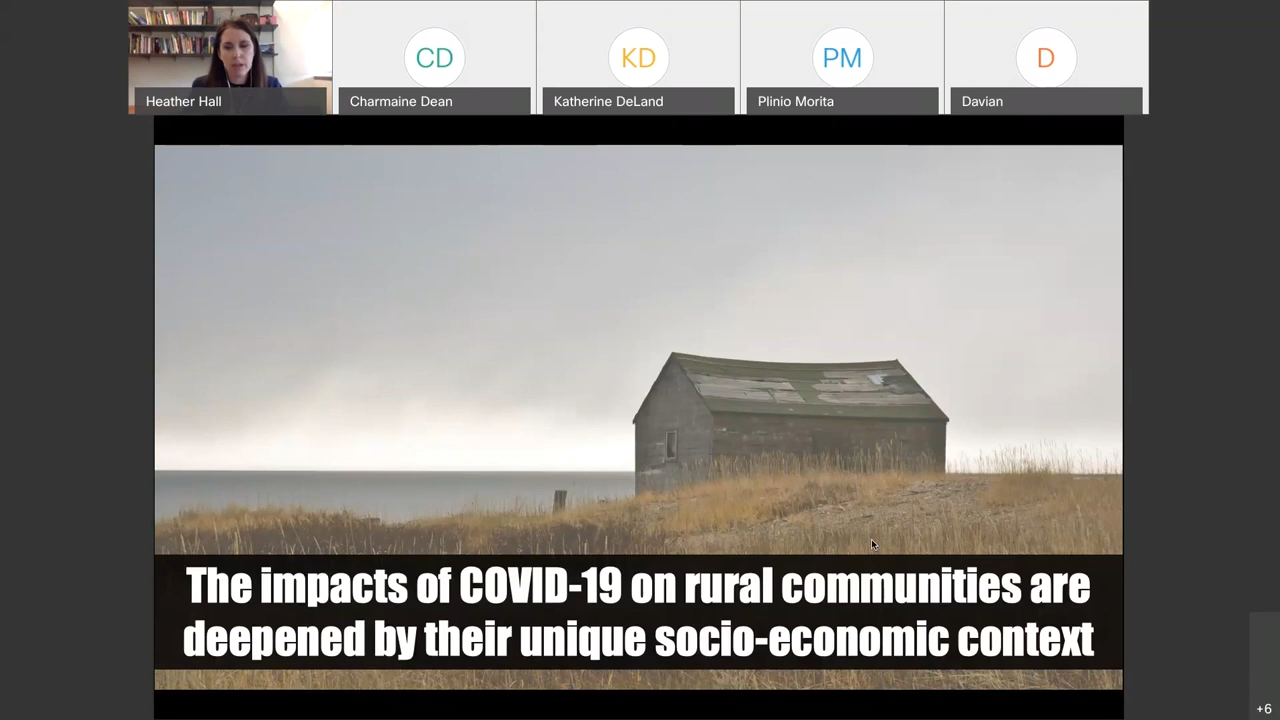 CD
KD
PM
D
Heather Hall
Charmaine Dean
Katherine DeLand
Plinio Morita
Davian
The impacts of COVID-19 on rural communities are
deepened by their unique socio-economic context
+6